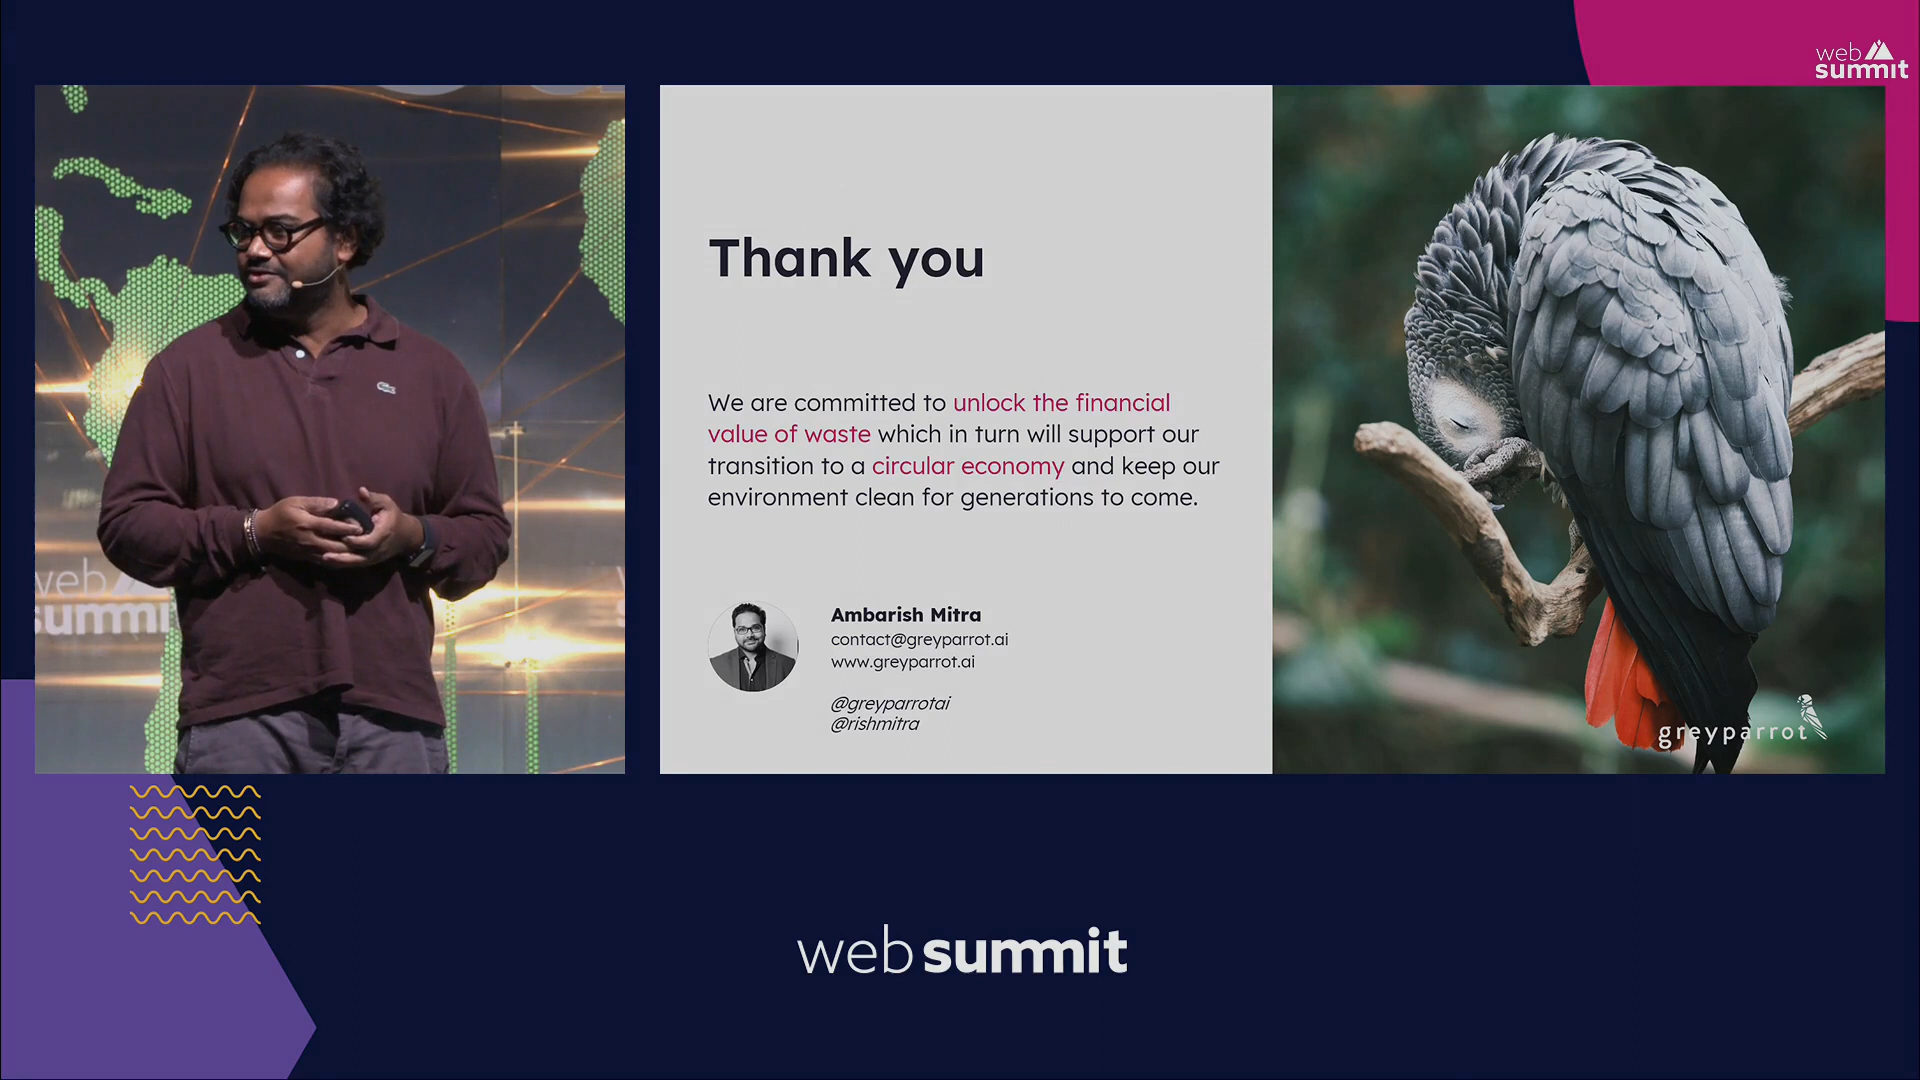 web
summit
Thank you
We are committed to unlock the financial
value of waste which in turn will support our
transition to a circular economy and keep our
environment clean for generations to come.
Ambarish Mitra
contact@greyparrot.ai
www.greyparrot.ai
@greyparrotai
@rishmitra
greyparrot
web
summit
web summit